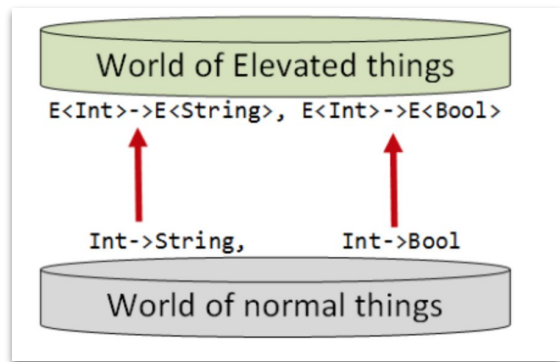 World of Elevated things
E<Int>->E<String>, E<Int>->E<Bool>
Int->String, Int->Bool
World of normal things